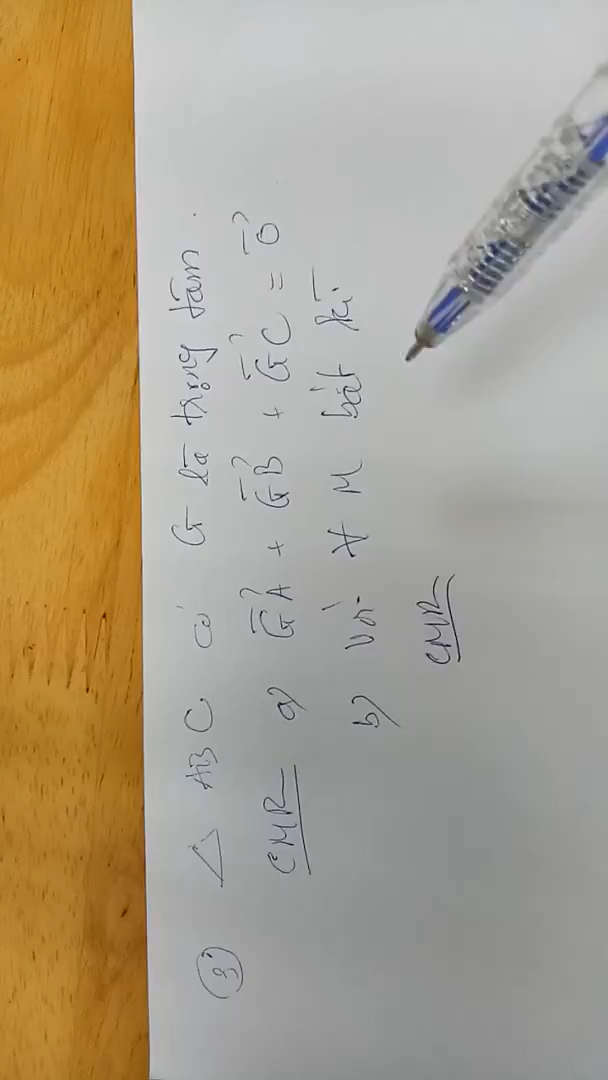 ③ △ ABC có G là trọng tâm.
CMR a) $\vec{GA} + \vec{GB} + \vec{GC} = \vec{0}$
b) Với ∀ M bất kì.
CMR